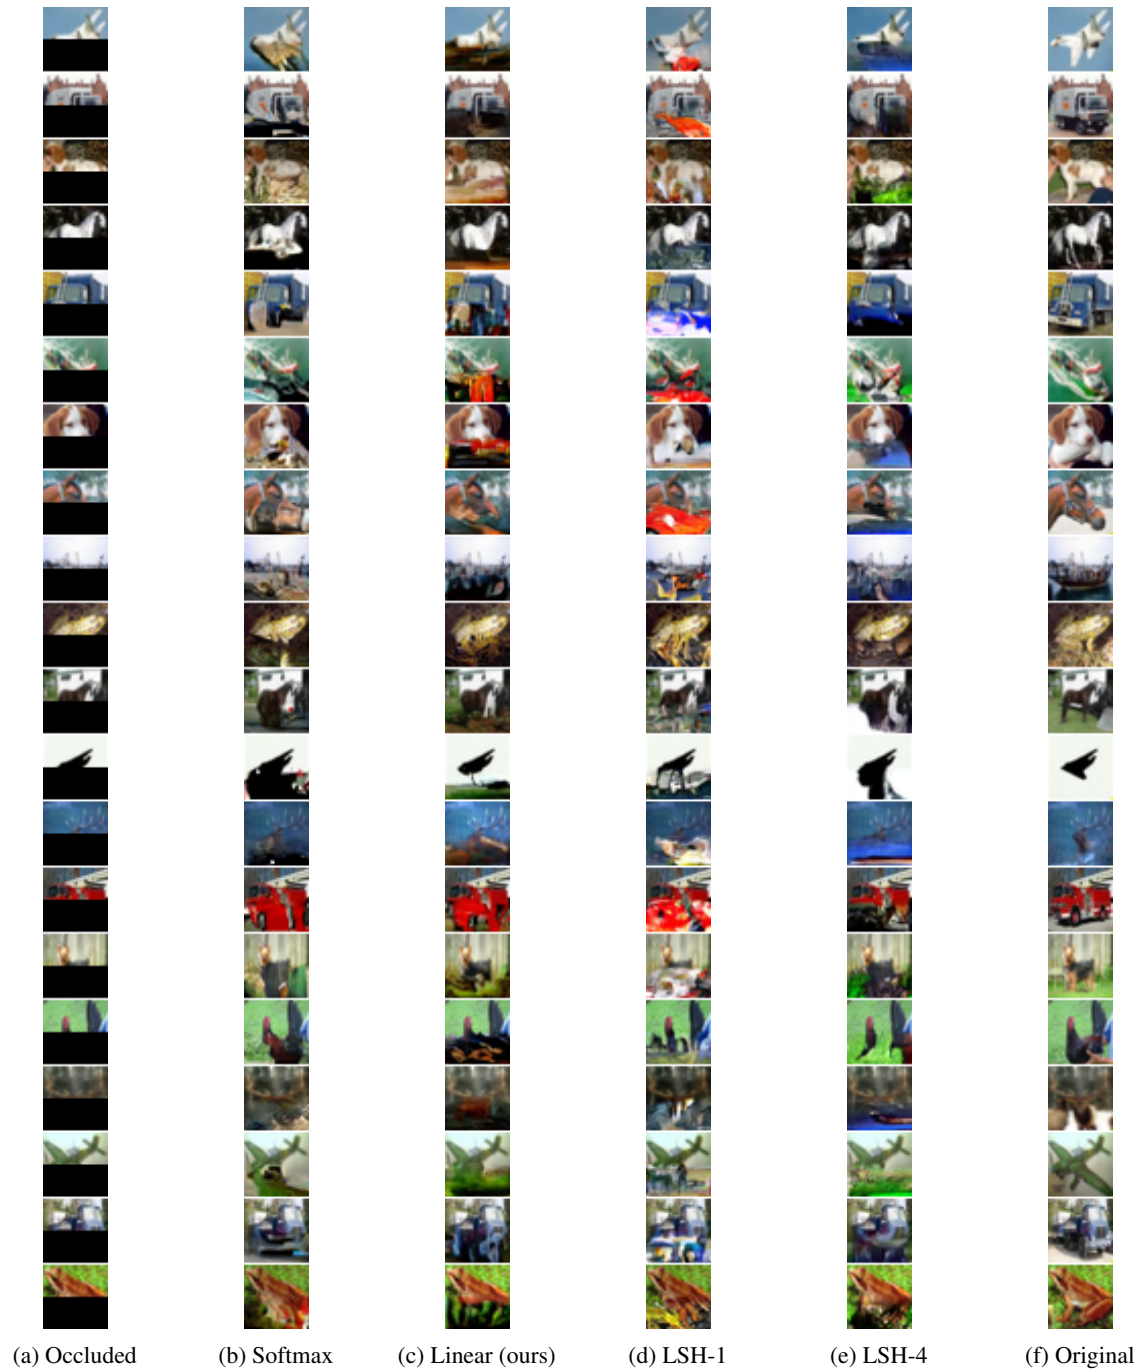 (a) Occluded
(b) Softmax
(c) Linear (ours)
(d) LSH-1
(e) LSH-4
(f) Original